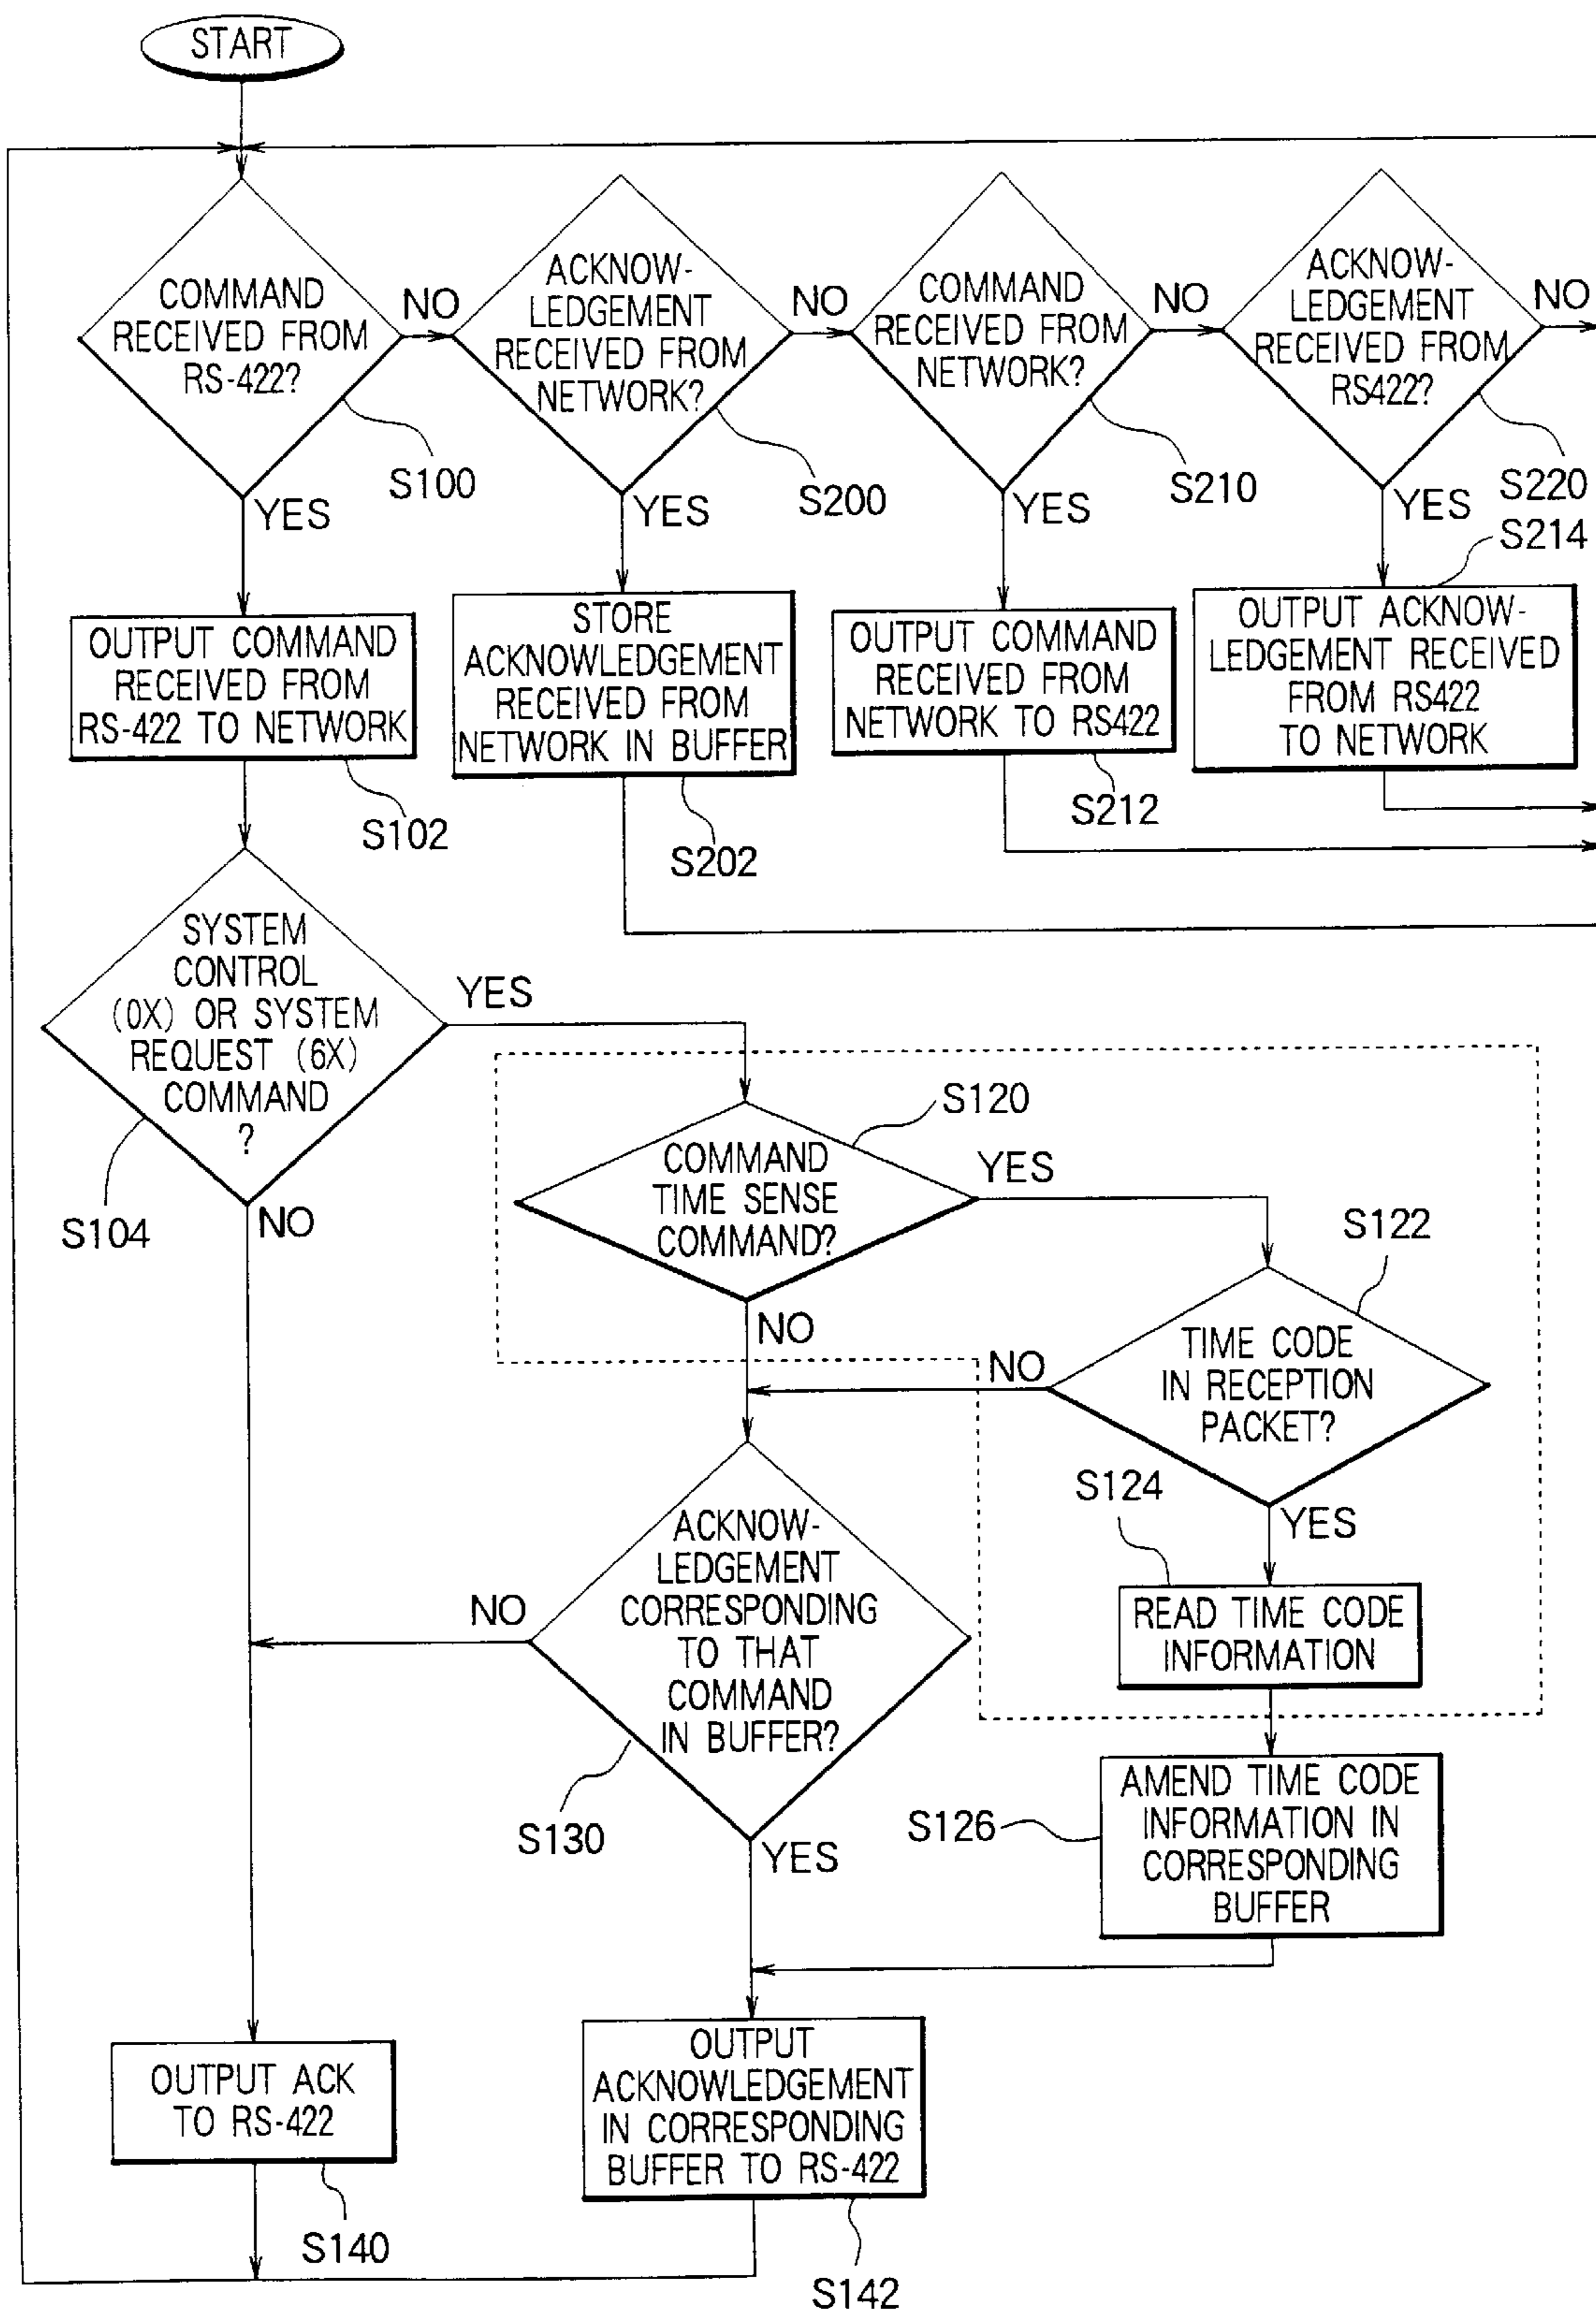 START
COMMAND
RECEIVED FROM
RS-422?
NO
S100
YES
ACKNOW-
LEDGEMENT
RECEIVED FROM
NETWORK?
NO
S200
YES
COMMAND
RECEIVED FROM
NETWORK?
NO
S210
YES
ACKNOW-
LEDGEMENT
RECEIVED FROM
RS422?
NO
S220
YES
S214
OUTPUT COMMAND
RECEIVED FROM
RS-422 TO NETWORK
S102
STORE
ACKNOWLEDGEMENT
RECEIVED FROM
NETWORK IN BUFFER
S202
OUTPUT COMMAND
RECEIVED FROM
NETWORK TO RS422
S212
OUTPUT ACKNOW-
LEDGEMENT RECEIVED
FROM RS422
TO NETWORK
SYSTEM
CONTROL
(0X) OR SYSTEM
REQUEST (6X)
COMMAND
?
YES
S104
NO
S120
COMMAND
TIME SENSE
COMMAND?
YES
NO
S122
TIME CODE
IN RECEPTION
PACKET?
NO
YES
S124
READ TIME CODE
INFORMATION
ACKNOW-
LEDGEMENT
CORRESPONDING
TO THAT
COMMAND
IN BUFFER?
NO
S130
YES
S126
AMEND TIME CODE
INFORMATION IN
CORRESPONDING
BUFFER
OUTPUT ACK
TO RS-422
S140
OUTPUT
ACKNOWLEDGEMENT
IN CORRESPONDING
BUFFER TO RS-422
S142